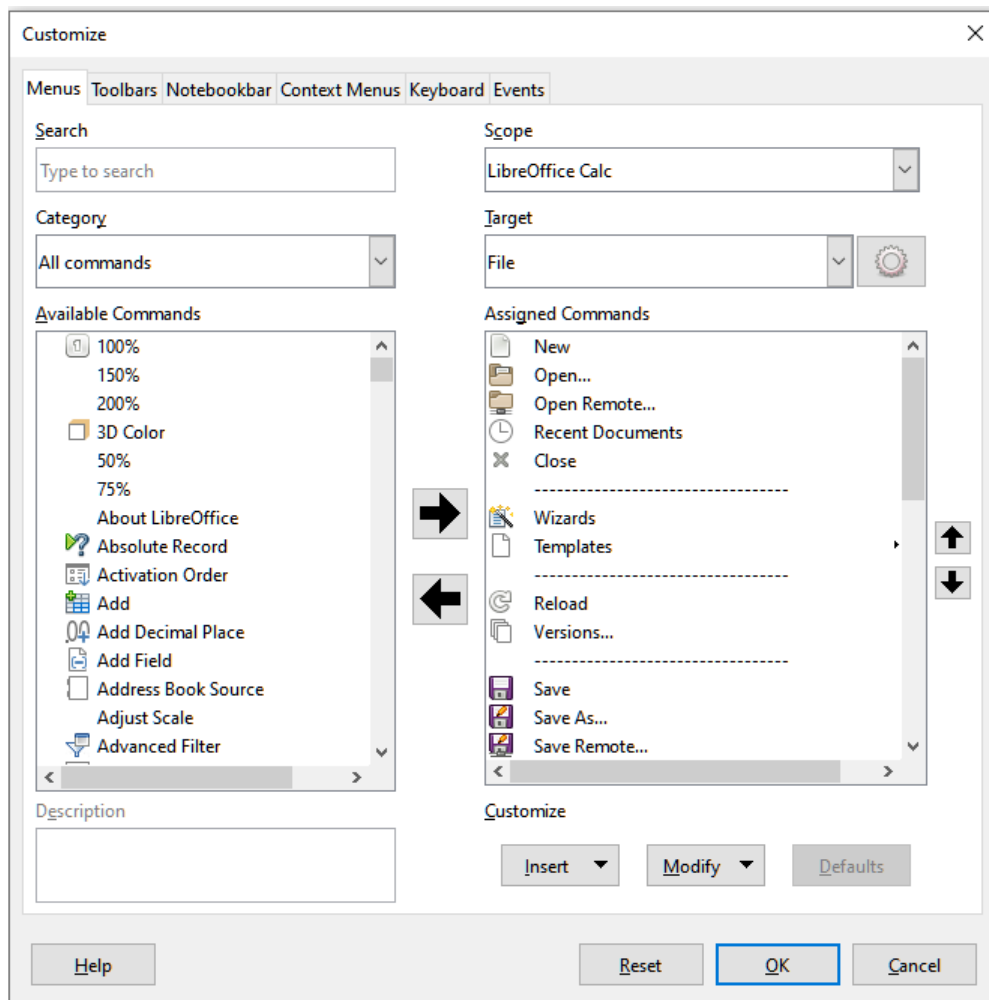 Customize
Menus Toolbars Notebookbar Context Menus Keyboard Events
Search
Type to search
Category
All commands
Available Commands
100%
150%
200%
3D Color
50%
75%
About LibreOffice
Absolute Record
Activation Order
Add
Add Decimal Place
Add Field
Address Book Source
Adjust Scale
Advanced Filter
Description
Scope
LibreOffice Calc
Target
File
Assigned Commands
New
Open...
Open Remote...
Recent Documents
Close
----------------------------------
Wizards
Templates
----------------------------------
Reload
Versions...
----------------------------------
Save
Save As...
Save Remote...
Customize
Insert Modify Defaults
Help Reset OK Cancel